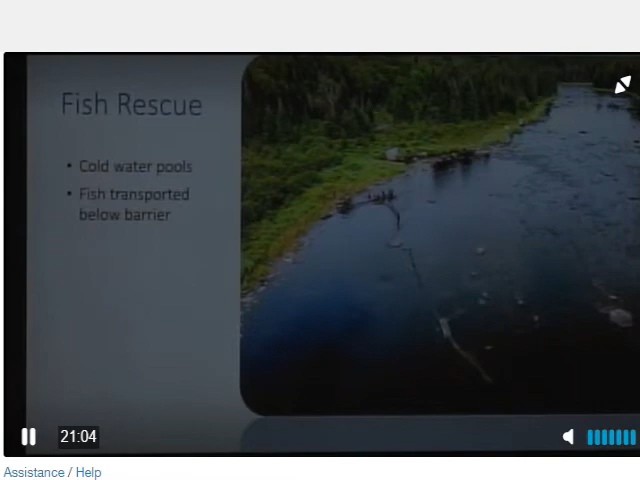 Fish Rescue
• Cold water pools
• Fish transported
below barrier
21:04
Assistance / Help